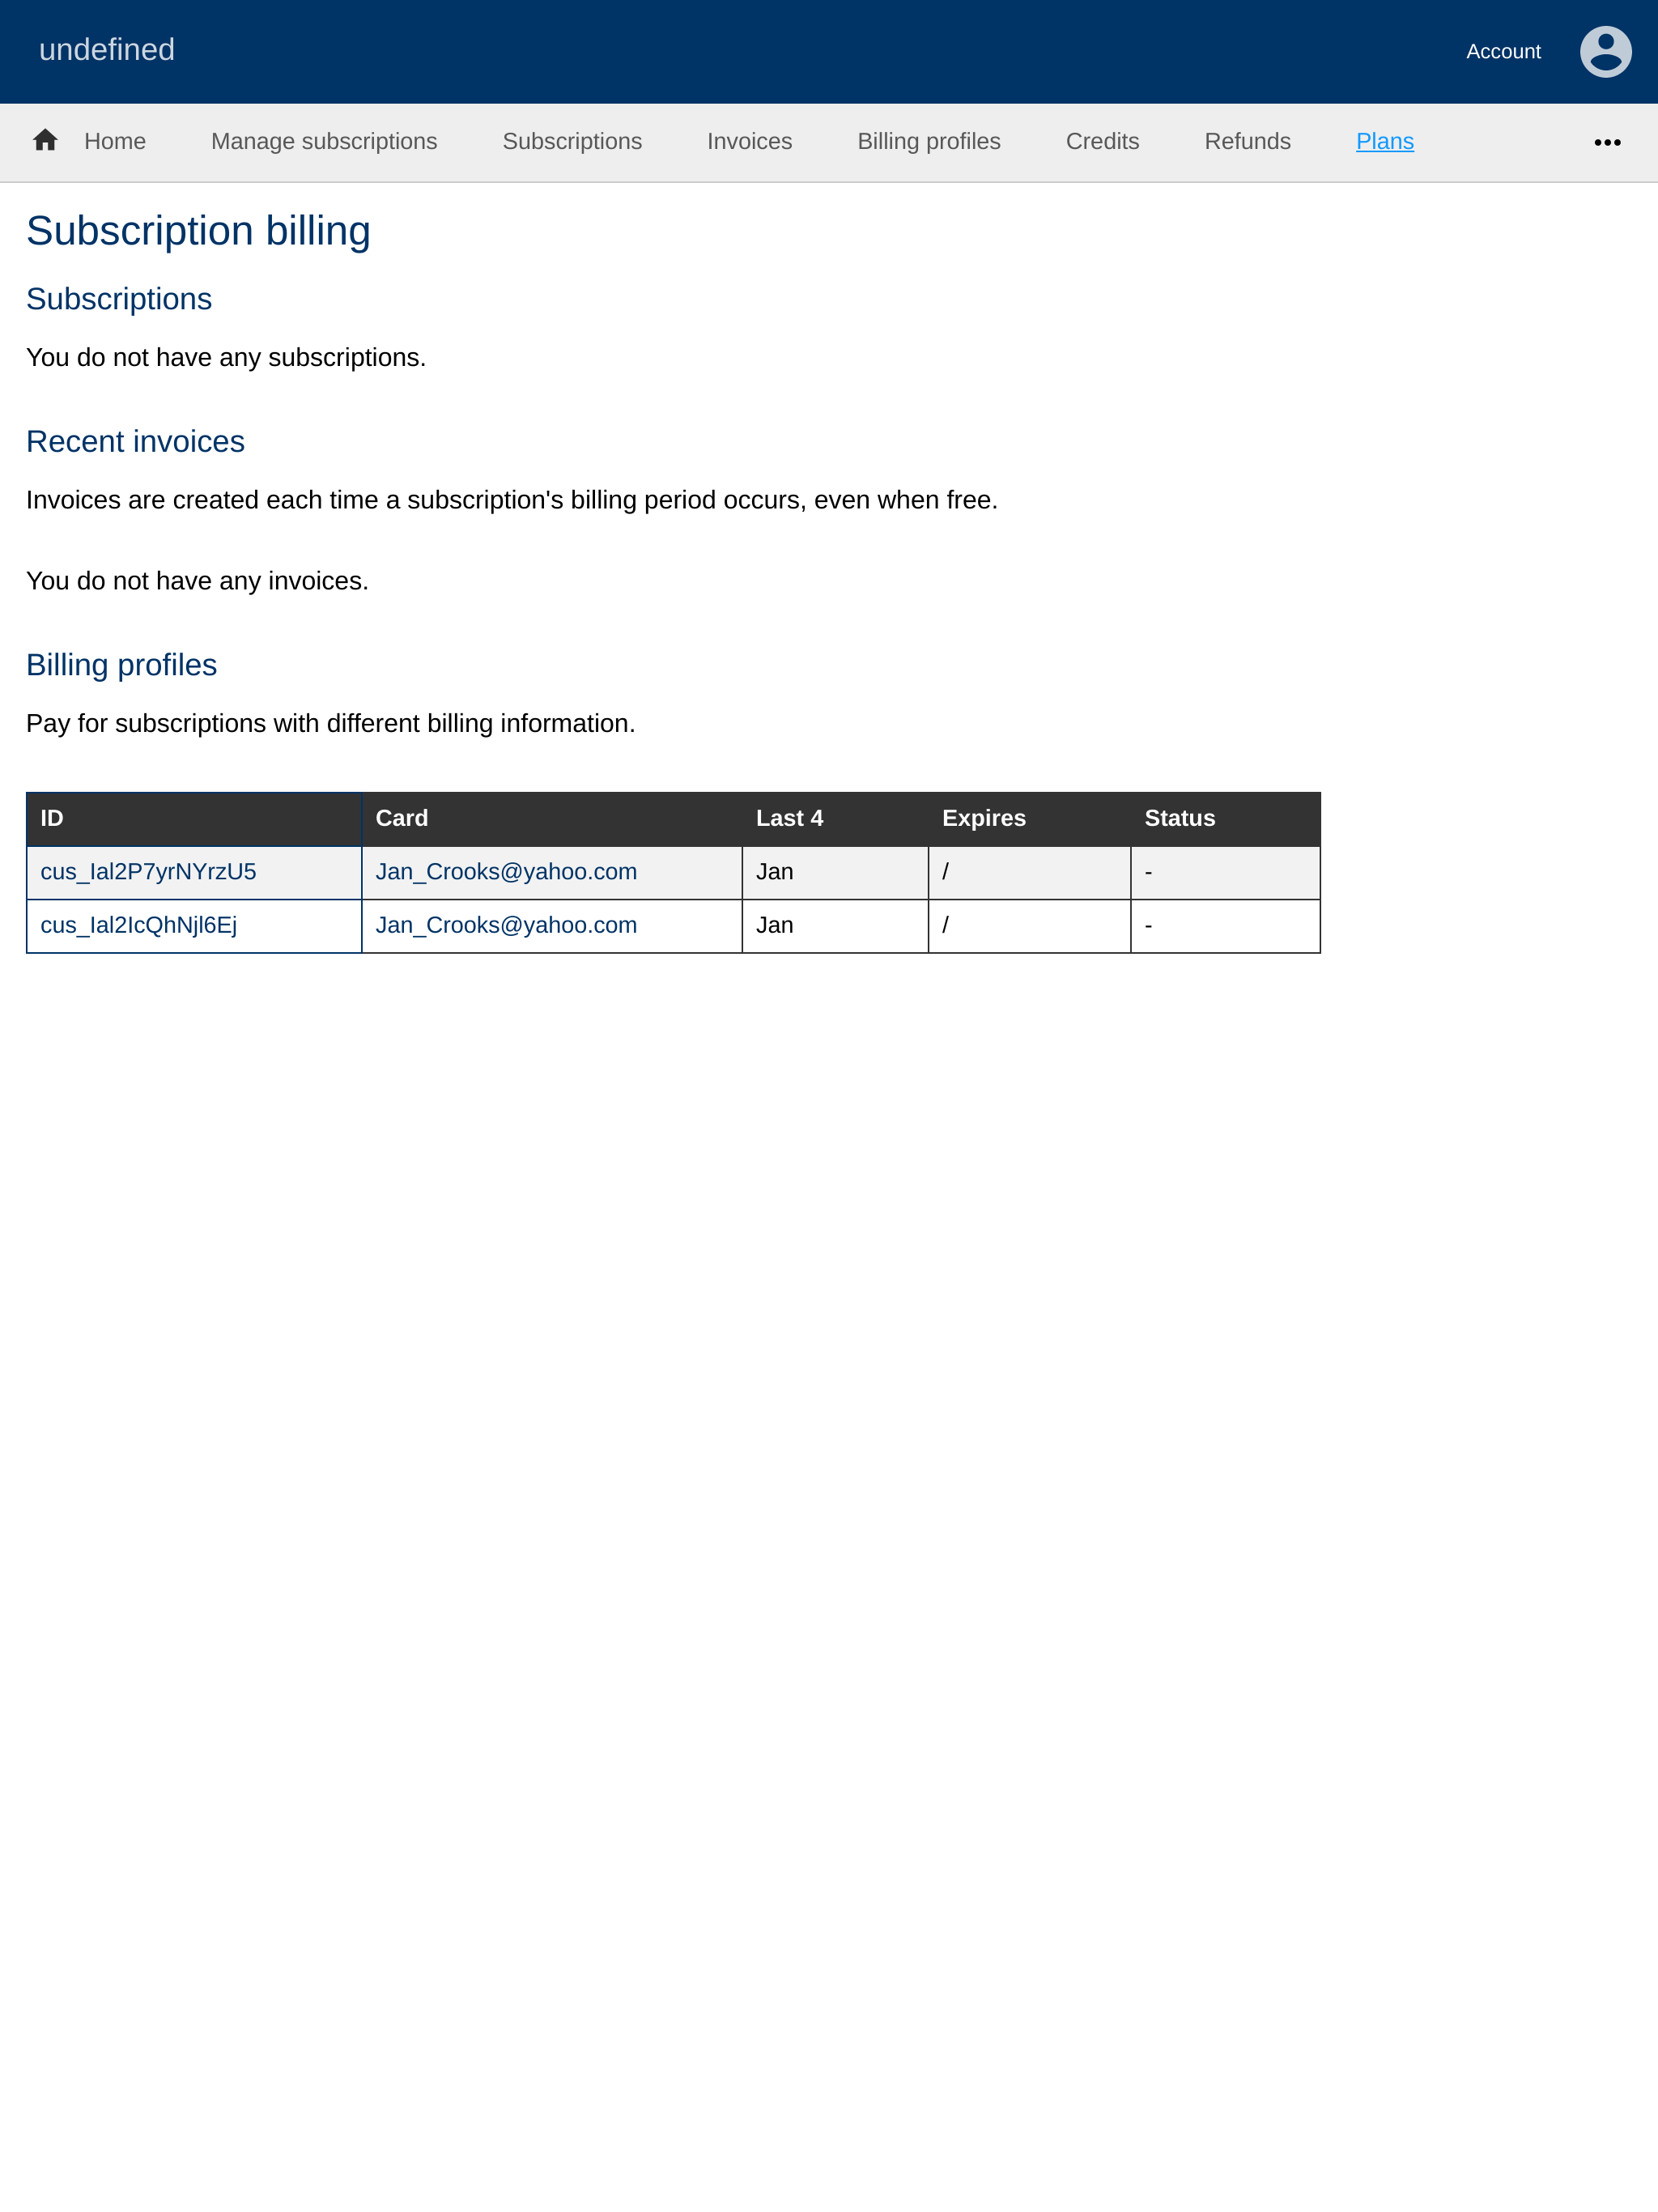 undefined
Account
Home Manage subscriptions Subscriptions Invoices Billing profiles Credits Refunds Plans
Subscription billing
Subscriptions
You do not have any subscriptions.
Recent invoices
Invoices are created each time a subscription's billing period occurs, even when free.
You do not have any invoices.
Billing profiles
Pay for subscriptions with different billing information.
ID Card Last 4 Expires Status
cus_Ial2P7yrNYrzU5 Jan_Crooks@yahoo.com Jan / -
cus_Ial2IcQhNjl6Ej Jan_Crooks@yahoo.com Jan / -